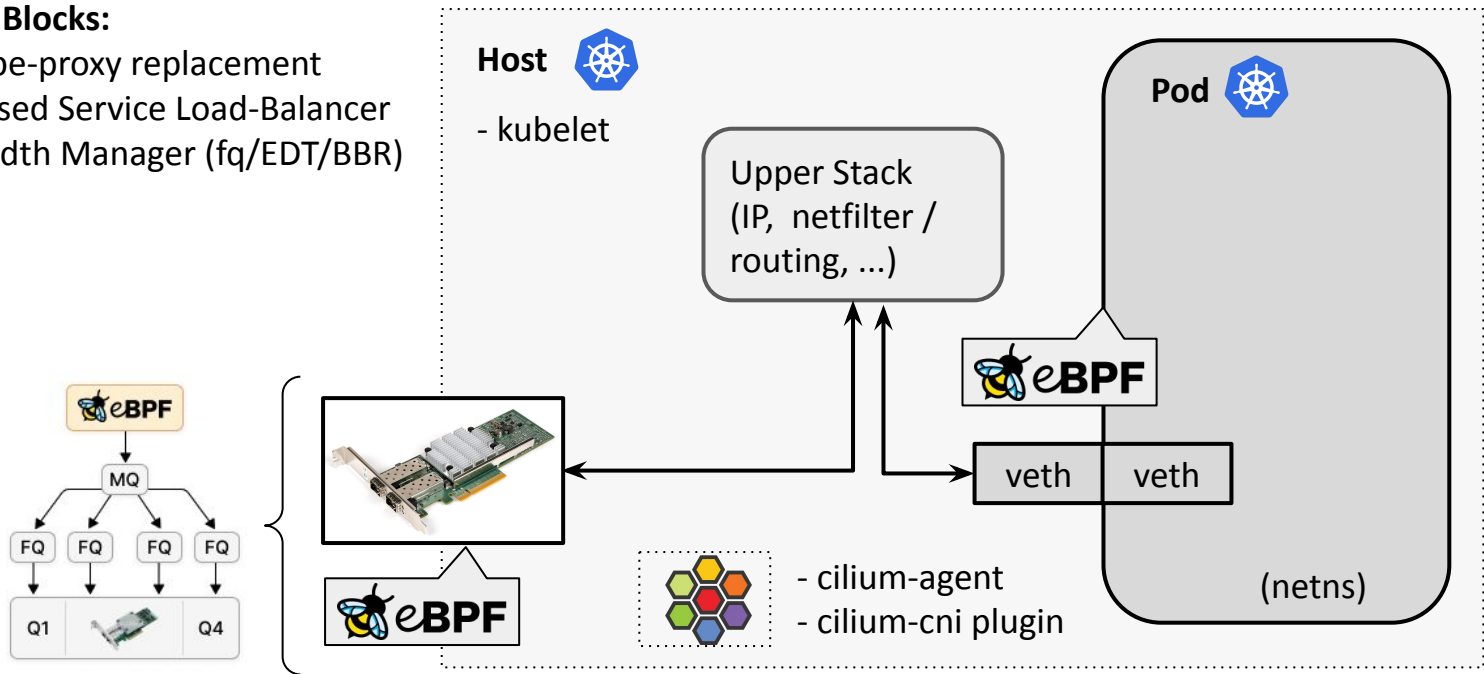 Blocks:
be-proxy replacement
sed Service Load-Balancer
dth Manager (fq/EDT/BBR)
Host
- kubelet
Pod
Upper Stack
(IP, netfilter /
routing, ...)
eBPF
eBPF
MQ
FQ FQ FQ FQ
Q1 Q4
veth veth
eBPF
- cilium-agent
- cilium-cni plugin
(netns)